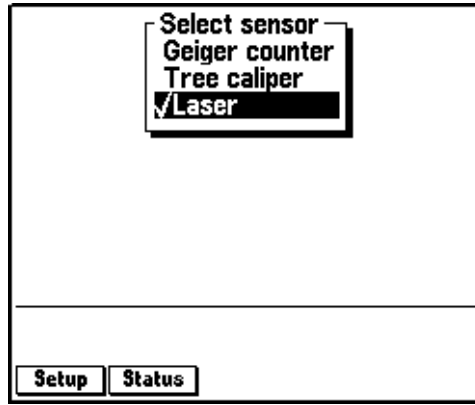 Select sensor
Geiger counter
Tree caliper
√Laser
Setup Status